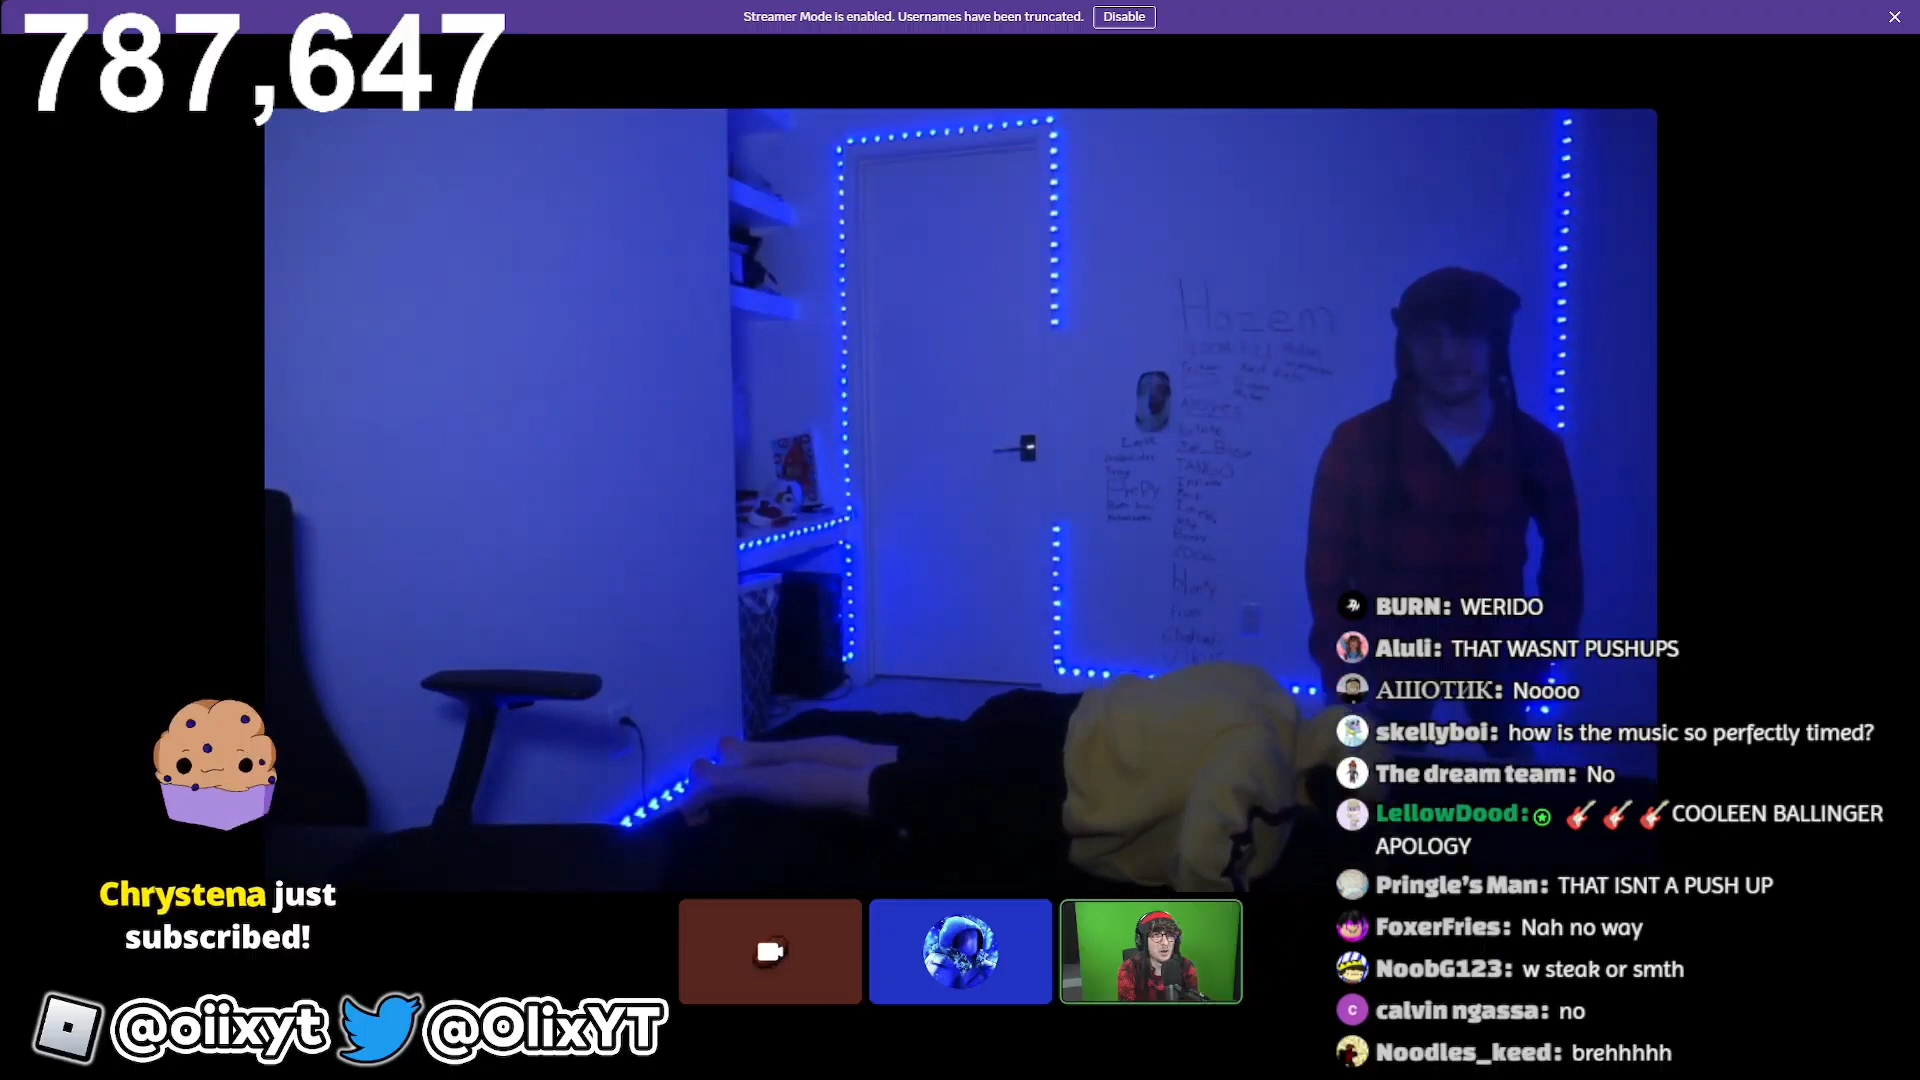 Streamer Mode is enabled. Usernames have been truncated. Disable
787,647
Hazem
TANGO
BURN: WERIDO
Aluli: THAT WASNT PUSHUPS
АШОТИК: Noooo
skellyboi: how is the music so perfectly timed?
The dream team: No
LellowDood: COOLEEN BALLINGER
APOLOGY
Pringle's Man: THAT ISNT A PUSH UP
FoxerFries: Nah no way
NoobG123: w steak or smth
C calvin ngassa: no
Noodles_keed: brehhhhh
Chrystena just
subscribed!
@oiixyt @OlixYT